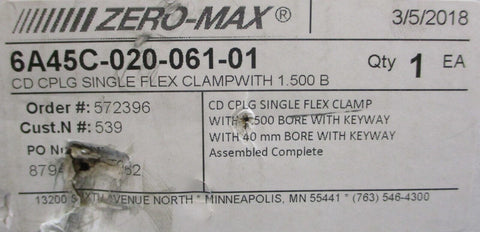 ZERO-MAX® 3/5/2018
6A45C-020-061-01 Qty 1 EA
CD CPLG SINGLE FLEX CLAMPWITH 1.500 B
Order #: 572396
Cust.N #: 539
PO
CD CPLG SINGLE FLEX CLAMP
WITH .500 BORE WITH KEYWAY
WITH 40 mm BORE WITH KEYWAY
Assembled Complete
13200 AVENUE NORTH * MINNEAPOLIS, MN 55441 * (763) 546-4300